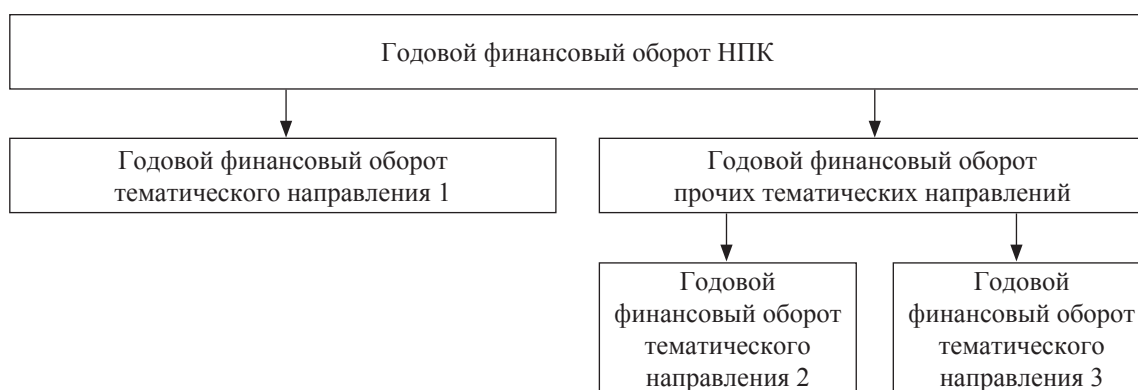 Годовой финансовый оборот НПК
Годовой финансовый оборот
тематического направления 1
Годовой финансовый оборот
прочих тематических направлений
Годовой
финансовый оборот
тематического
направления 2
Годовой
финансовый оборот
тематического
направления 3